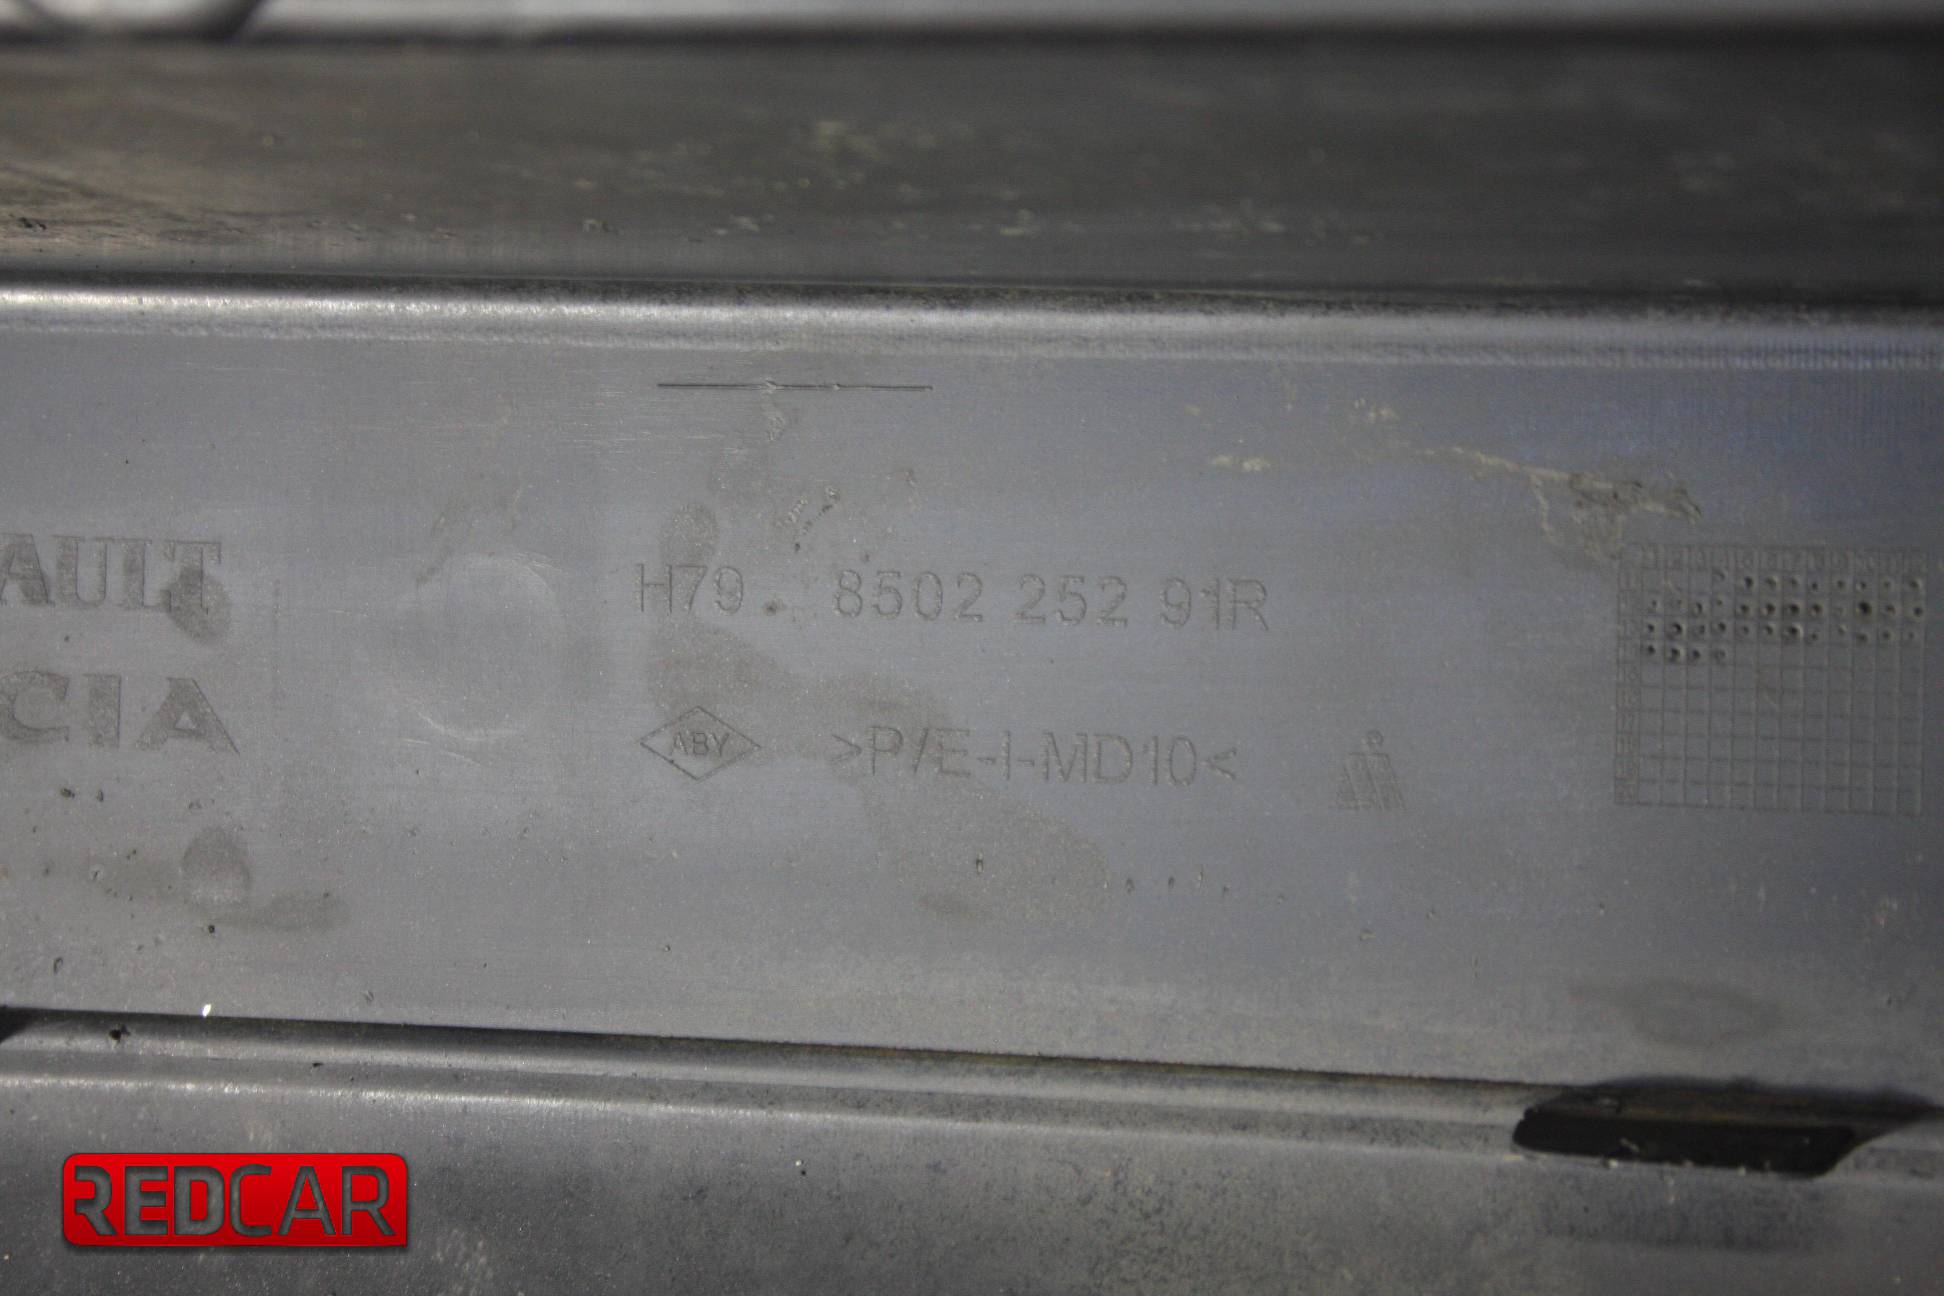 AULT
H79 8502 252 91R
CIA
ABY >P/E-I-MD10<
REDCAR